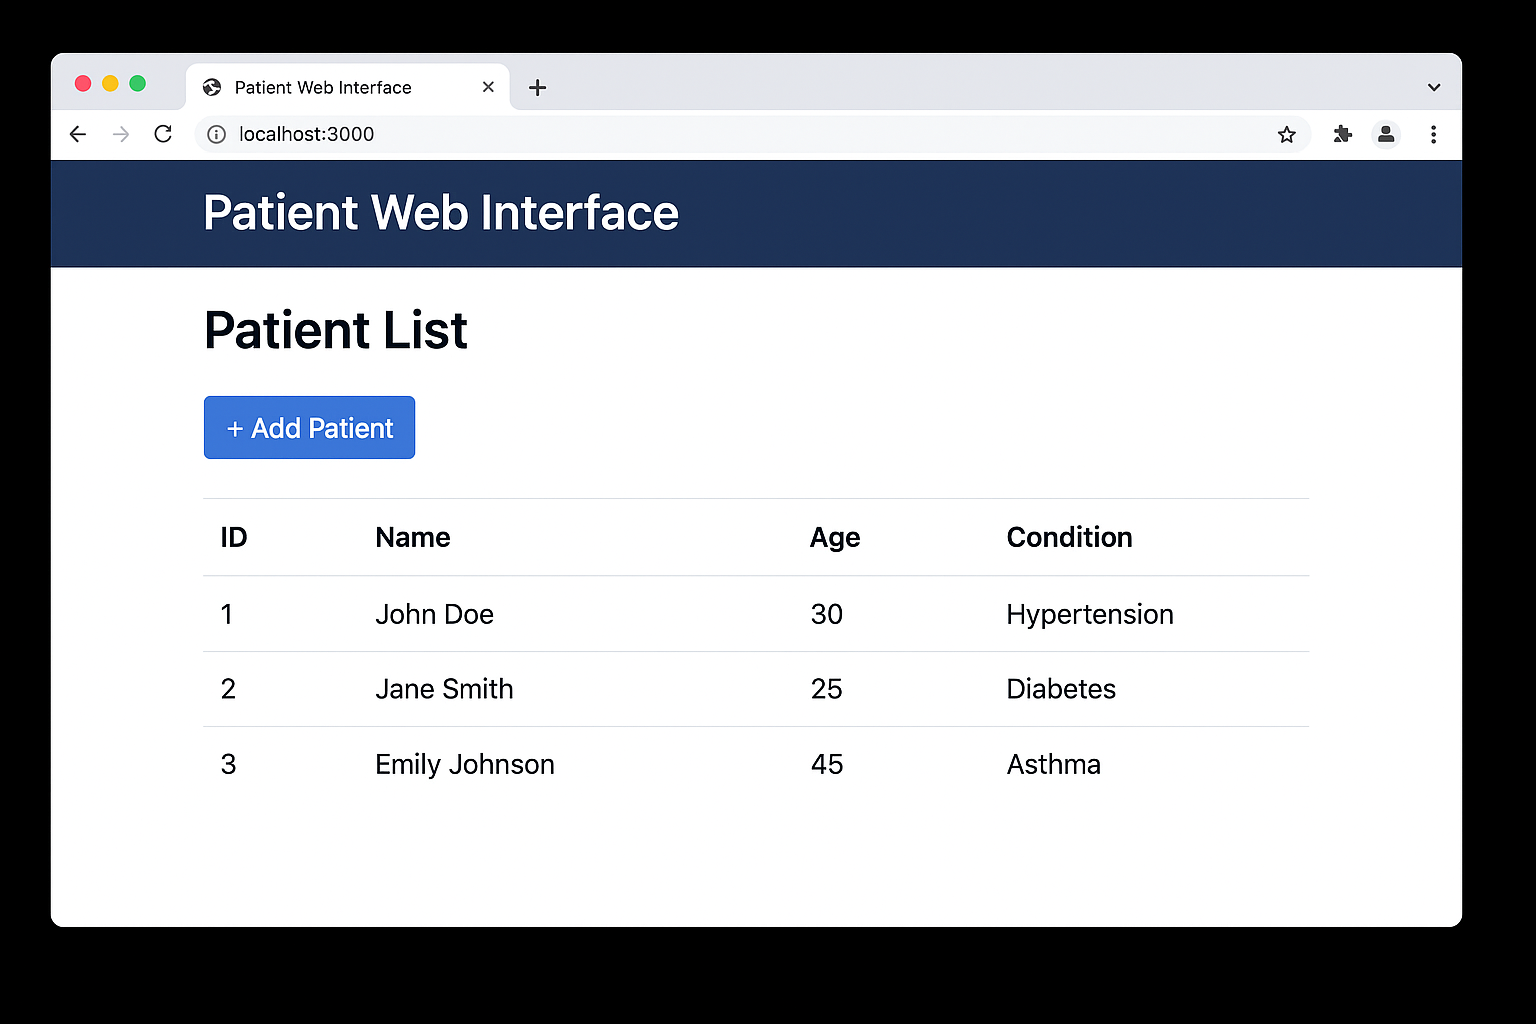 Patient Web Interface
localhost:3000
Patient Web Interface
Patient List
+ Add Patient
ID Name Age Condition
1 John Doe 30 Hypertension
2 Jane Smith 25 Diabetes
3 Emily Johnson 45 Asthma